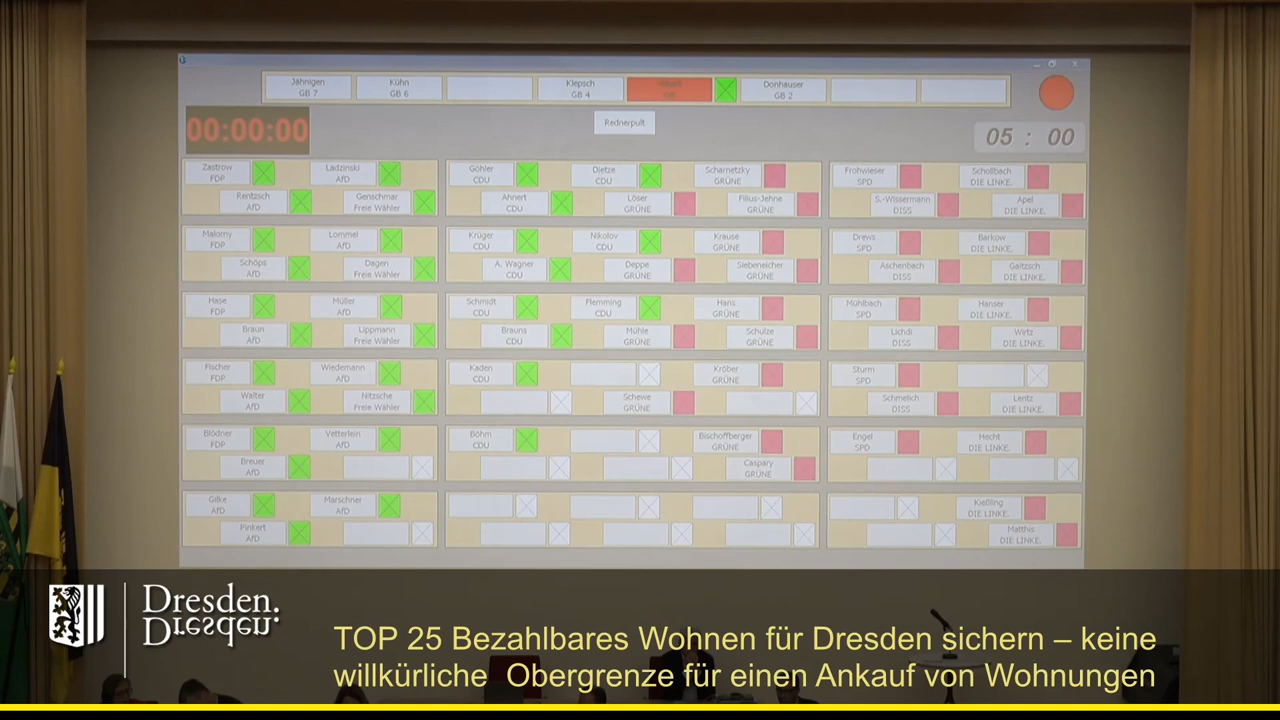 Jähnigen Kühn Klepisch Donhauser
GB 7 GB 6 GB 4 GB 2
00:00:00 Rednerpult 05 : 00
Zastrow FDP Ladzinski AfD Göhler CDU Dietze CDU Scharnetzky GRÜNE Frohwieser SPD Schollbach DIE LINKE.
Rentzsch AfD Genschmar Freie Wähler Ahnert CDU Löser GRÜNE Filius-Jehne GRÜNE S.-Wissermann DISS Apel DIE LINKE.
Malorny FDP Lommel AfD Krüger CDU Nikolov CDU Krause GRÜNE Drews SPD Barkow DIE LINKE.
Schöps AfD Dagen Freie Wähler A. Wagner CDU Deppe GRÜNE Siebeneicher GRÜNE Aschenbach DISS Gaitzsch DIE LINKE.
Hase FDP Müller AfD Schmidt CDU Flemming CDU Hans GRÜNE Mühlbach SPD Hanser DIE LINKE.
Braun AfD Lippmann Freie Wähler Brauns CDU Mühle GRÜNE Schulze GRÜNE Lichdi DISS Wirtz DIE LINKE.
Fischer FDP Wiedemann AfD Kaden CDU Kröber GRÜNE Sturm SPD
Walter AfD Nitzsche Freie Wähler Schewe GRÜNE Schmelich DISS Lentz DIE LINKE.
Blödner FDP Vetterlein AfD Böhm CDU Bischoffberger GRÜNE Engel SPD Hecht DIE LINKE.
Breuer AfD Caspary GRÜNE
Gilke AfD Marschner AfD Kießling DIE LINKE.
Pinkert AfD Matthis DIE LINKE.
Dresden.
Dresden.
TOP 25 Bezahlbares Wohnen für Dresden sichern – keine
willkürliche Obergrenze für einen Ankauf von Wohnungen